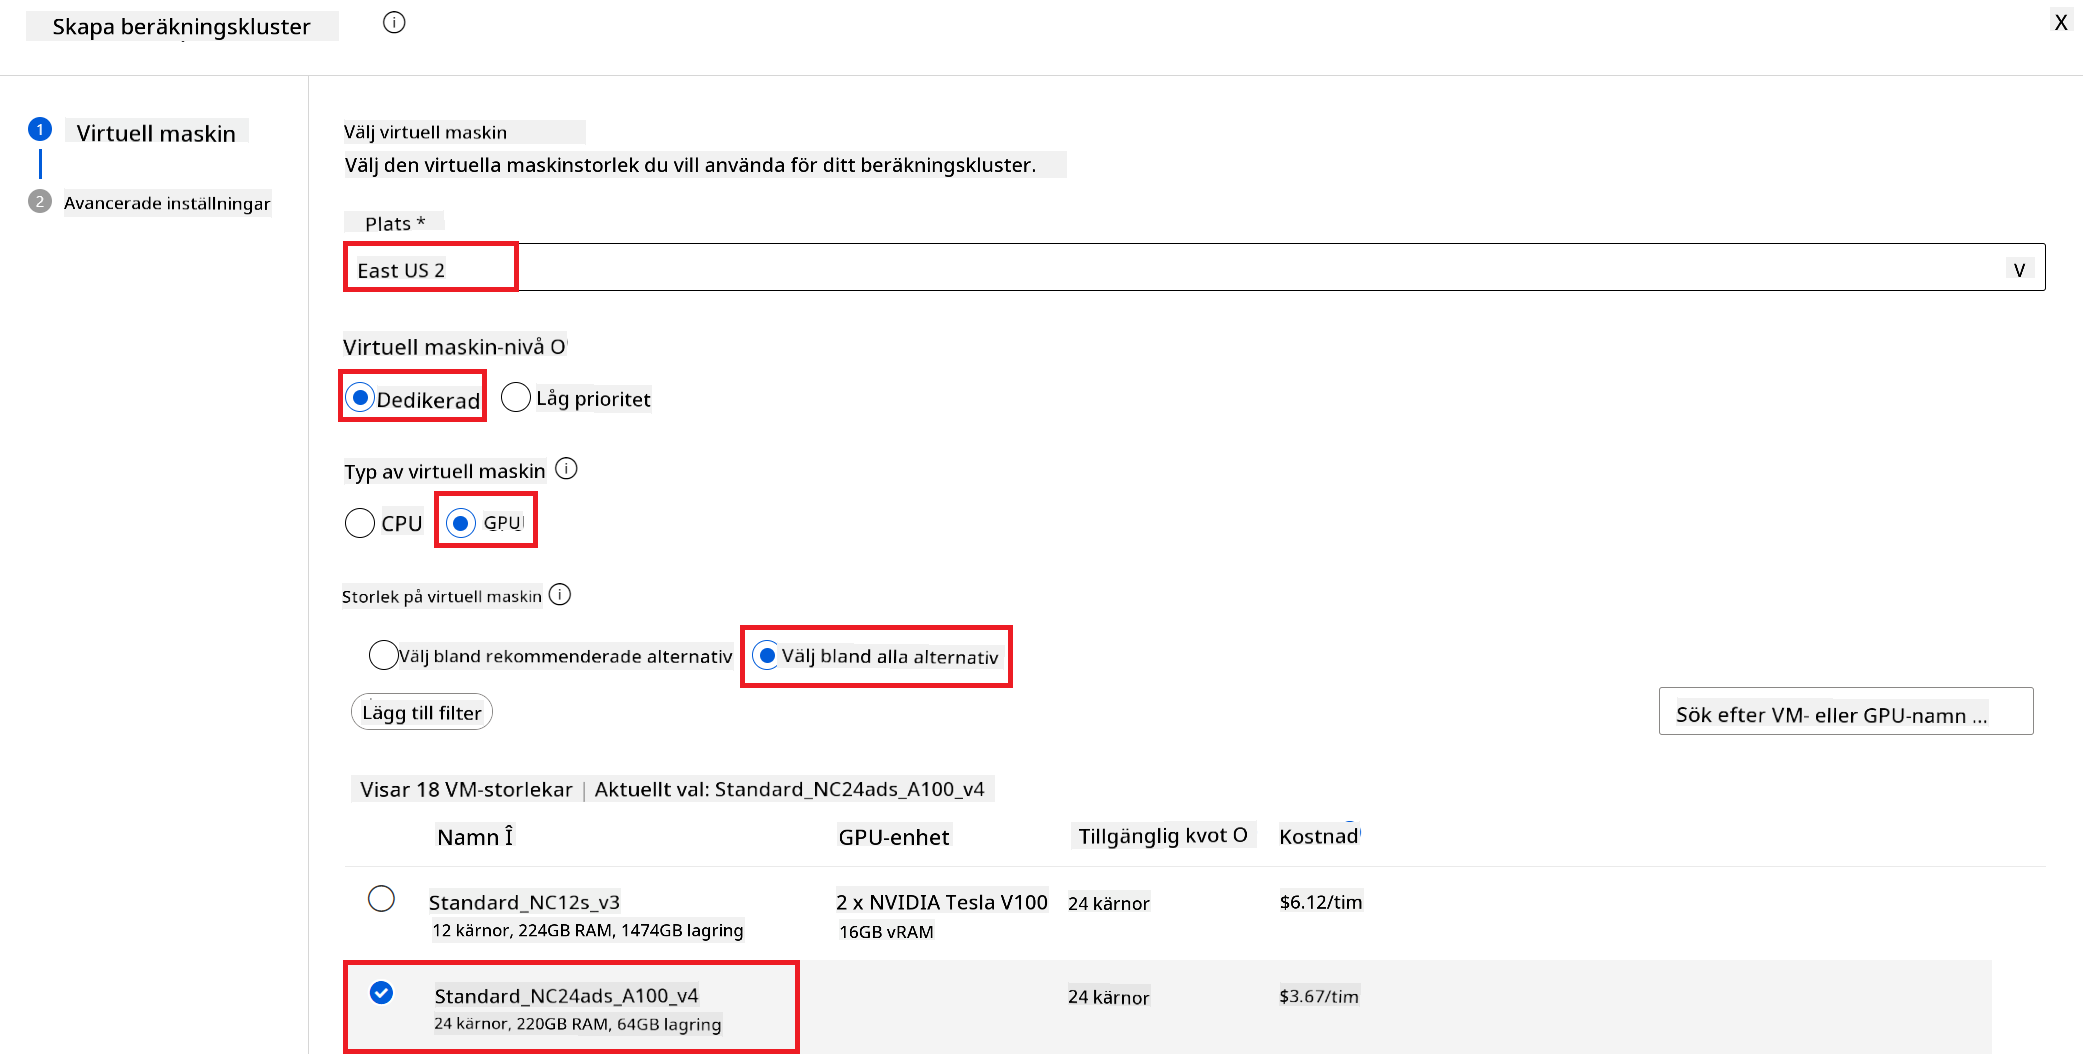 Skapa beräkningskluster
X
1 Virtuell maskin
2 Avancerade inställningar
Välj virtuell maskin
Välj den virtuella maskinstorlek du vill använda för ditt beräkningskluster.
Plats *
East US 2
V
Virtuell maskin-nivå O
Dedikerad Låg prioritet
Typ av virtuell maskin
CPU GPU
Storlek på virtuell maskin
Välj bland rekommenderade alternativ Välj bland alla alternativ
Lägg till filter
Sök efter VM- eller GPU-namn ...
Visar 18 VM-storlekar | Aktuellt val: Standard_NC24ads_A100_v4
Namn Î GPU-enhet Tillgänglig kvot O Kostnad
Standard_NC12s_v3 2 x NVIDIA Tesla V100 24 kärnor $6.12/tim
12 kärnor, 224GB RAM, 1474GB lagring 16GB vRAM
Standard_NC24ads_A100_v4 24 kärnor $3.67/tim
24 kärnor, 220GB RAM, 64GB lagring